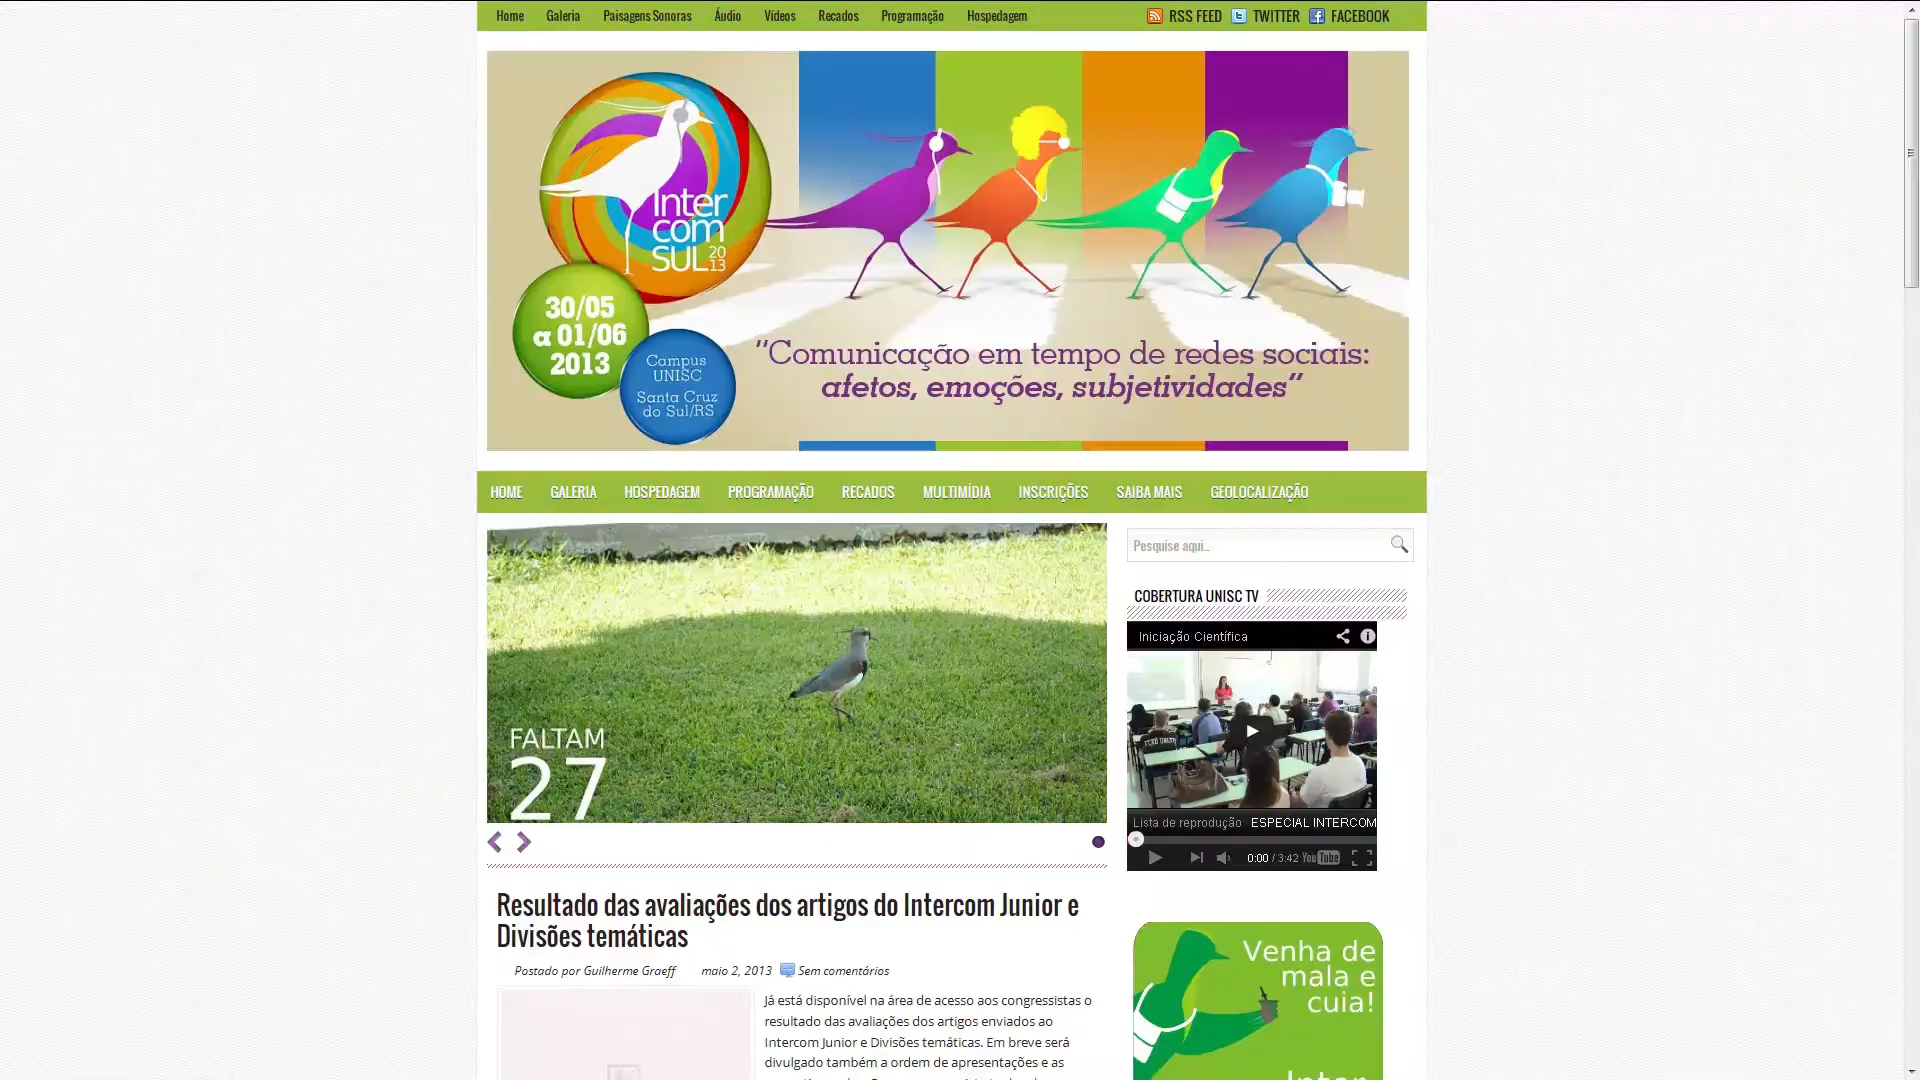 Home Galeria Paisagens Sonoras Áudio Vídeos Recados Programação Hospedagem RSS FEED TWITTER FACEBOOK
Inter
com
SUL 20
13
30/05
a 01/06
2013
Campus
UNISC
Santa Cruz
do Sul/RS
“Comunicação em tempo de redes sociais:
afetos, emoções, subjetividades”
HOME GALERIA HOSPEDAGEM PROGRAMAÇÃO RECADOS MULTIMÍDIA INSCRIÇÕES SAIBA MAIS GEOLOCALIZAÇÃO
Pesquise aqui...
COBERTURA UNISC TV
Iniciação Científica
Lista de reprodução ESPECIAL INTERCOM
0:00 / 3:42 YouTube
FALTAM
27
Resultado das avaliações dos artigos do Intercom Junior e
Divisões temáticas
Postado por Guilherme Graeff maio 2, 2013 Sem comentários
Já está disponível na área de acesso aos congressistas o
resultado das avaliações dos artigos enviados ao
Intercom Junior e Divisões temáticas. Em breve será
divulgado também a ordem de apresentações e as
Venha de
mala e
cuia!